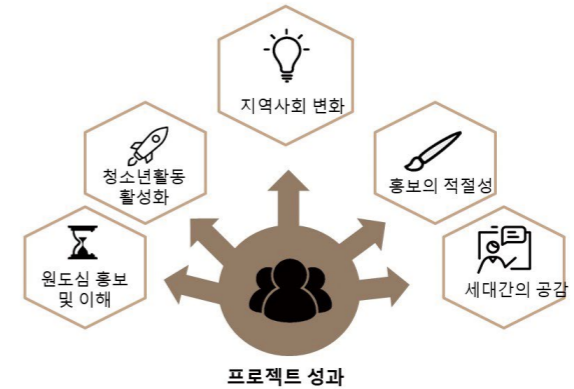 지역사회 변화
청소년활동
활성화
홍보의 적절성
원도심 홍보
및 이해
세대간의 공감
프로젝트 성과